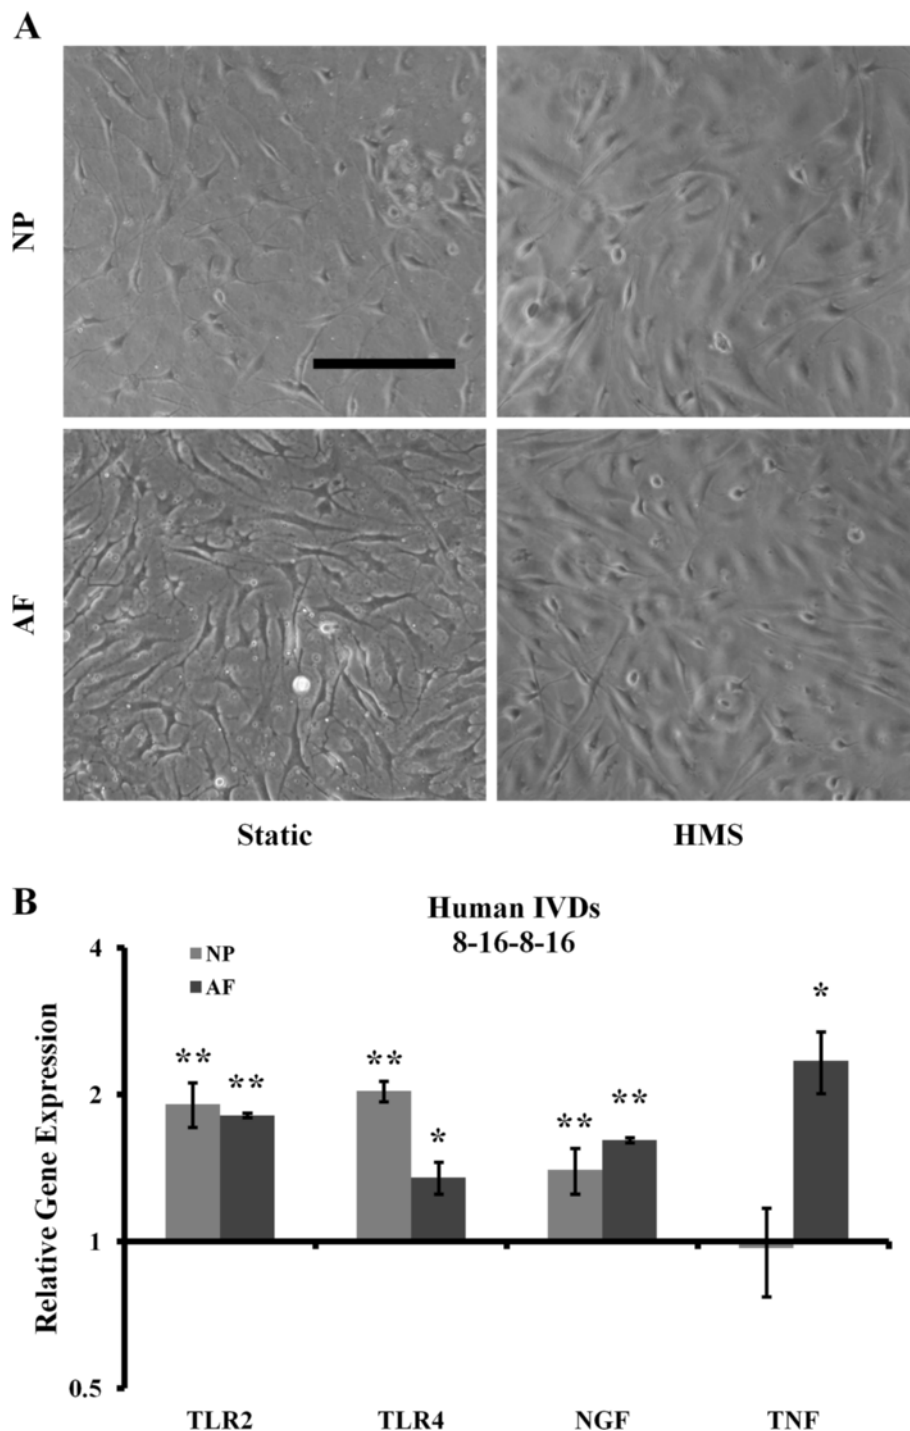 A
NP
AF
Static HMS
B
Human IVDs
8-16-8-16
NP
AF
Relative Gene Expression
4
2
1
0.5
** ** ** * ** ** *
TLR2 TLR4 NGF TNF